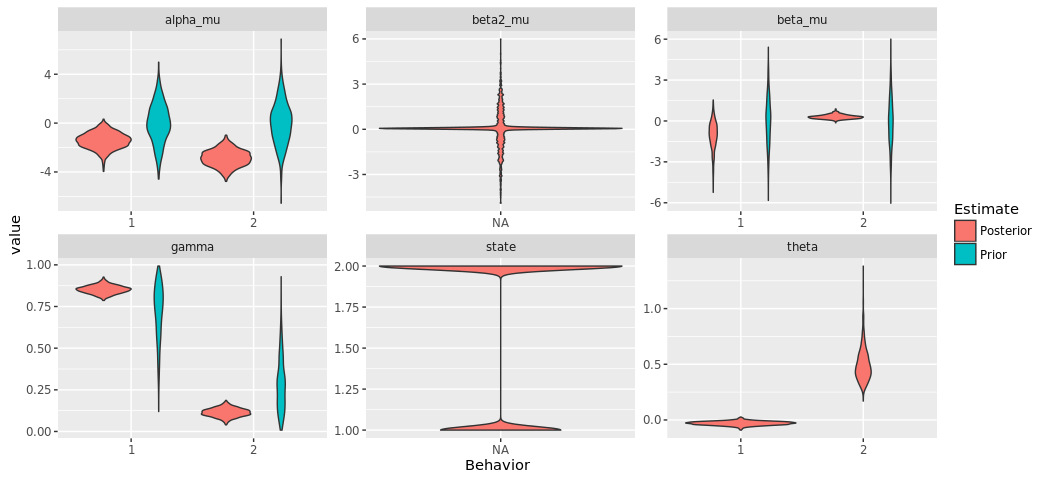 alpha_mu
beta2_mu
beta_mu
4
0
-4
1
2
3
0
-3
NA
6
3
0
-3
-6
1
2
value
gamma
state
theta
1.00
0.75
0.50
0.25
0.00
1
2
2.00
1.75
1.50
1.25
1.00
NA
1.0
0.5
0.0
1
2
Behavior
Estimate
Posterior
Prior
6